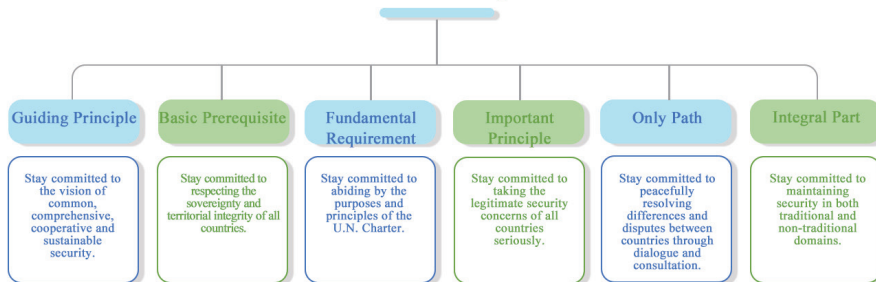 Guiding Principle
Stay committed to
the vision of
common,
comprehensive,
cooperative and
sustainable
security.
Basic Prerequisite
Stay committed to
respecting the
sovereignty and
territorial integrity of all
countries.
Fundamental
Requirement
Stay committed to
abiding by the
purposes and
principles of the
U.N. Charter.
Important
Principle
Stay committed to
taking the
legitimate security
concerns of all
countries
seriously.
Only Path
Stay committed to
peacefully
resolving
differences and
disputes between
countries through
dialogue and
consultation.
Integral Part
Stay committed to
maintaining
security in both
traditional and
non-traditional
domains.